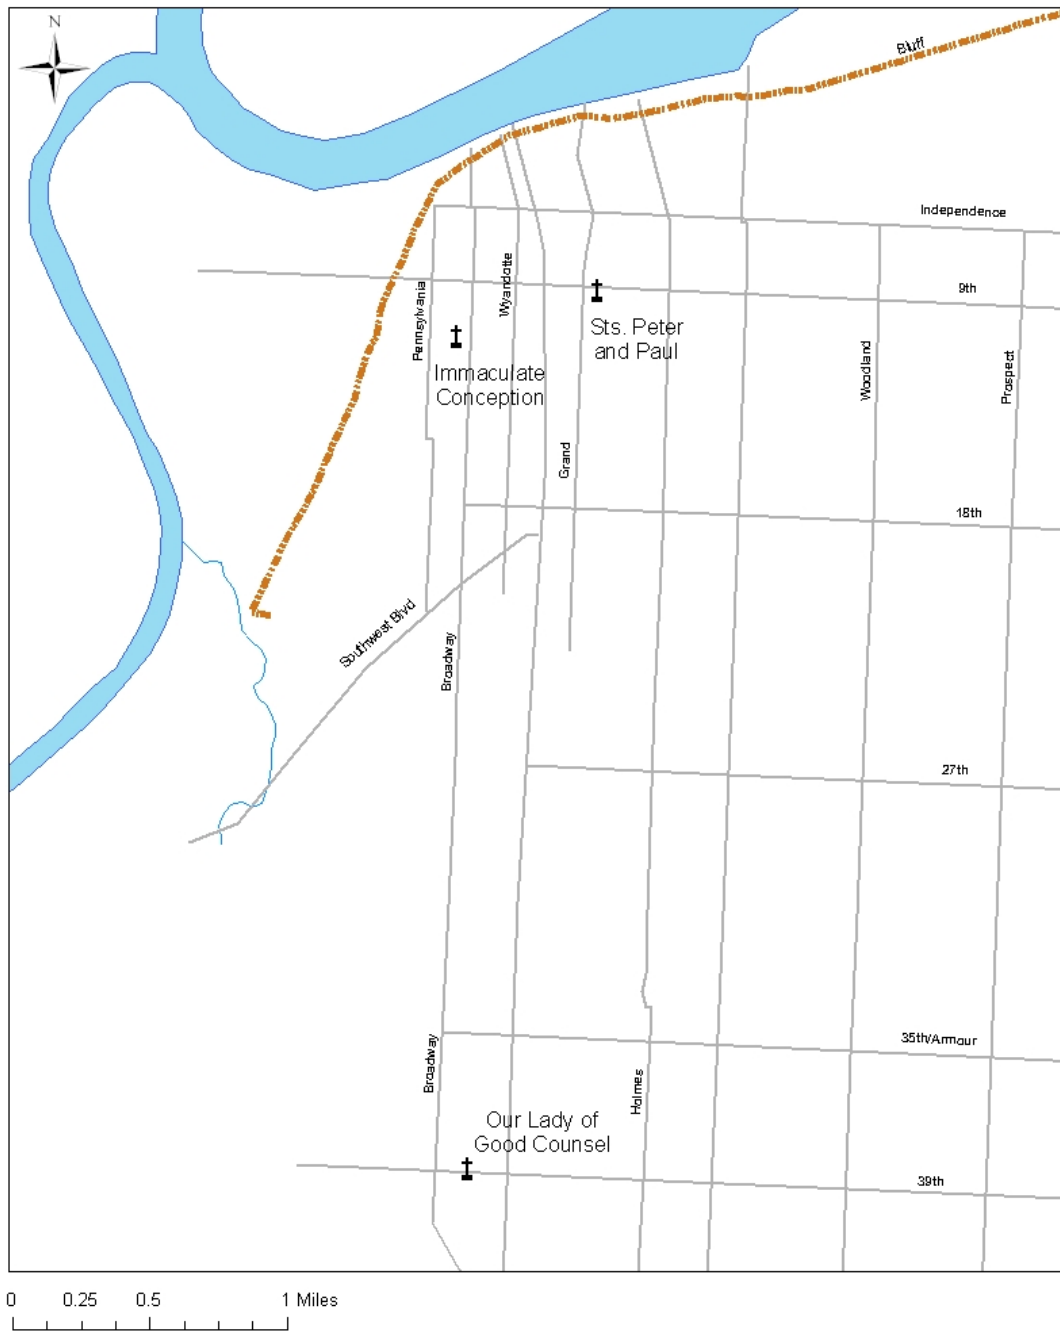 N
Bluff
Independence
9th
Wyandotte
Pennsylvania
Sts. Peter
and Paul
Immaculate
Conception
Woodland
Prospect
Grand
18th
Southwest Blvd
Broadway
27th
35th/Armour
Broadway
Holmes
Our Lady of
Good Counsel
39th
0 0.25 0.5 1 Miles